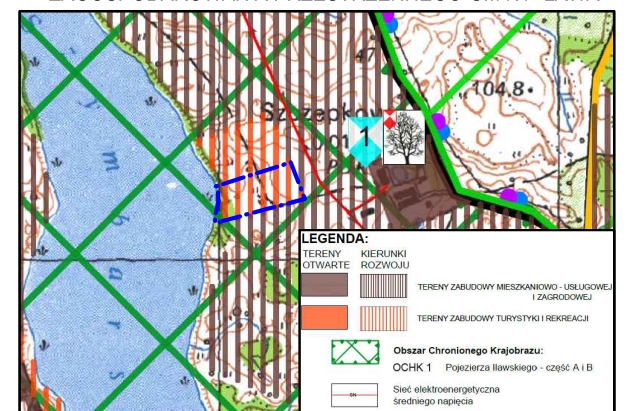 47
104.8
1
y
m
b
a
r
s
LEGENDA:
TERENY KIERUNKI
OTWARTE ROZWOJU
TERENY ZABUDOWY MIESZKANIOWO - USŁUGOWEJ
I ZAGRODOWEJ
TERENY ZABUDOWY TURYSTYKI I REKREACJI
Obszar Chronionego Krajobrazu:
OCHK 1 Pojezierza Iławskiego - część A i B
SN
Sieć elektroenergetyczna
średniego napięcia